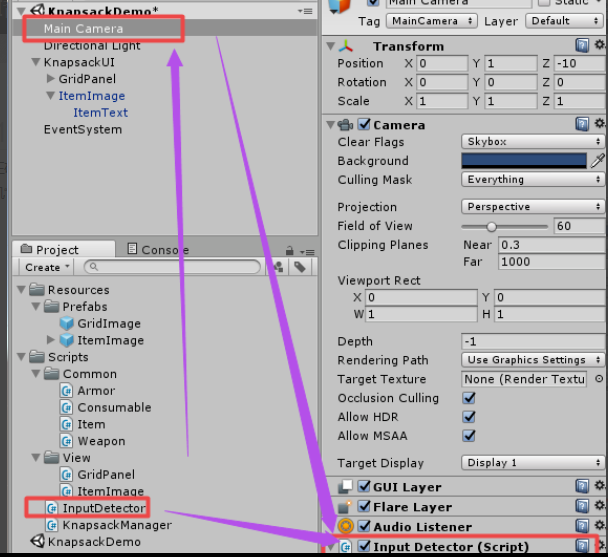 KnapsackDemo*
Main Camera
Directional Light
KnapsackUI
GridPanel
ItemImage
ItemText
EventSystem
Project
Console
Create
Resources
Prefabs
GridImage
ItemImage
Scripts
Common
Armor
Consumable
Item
Weapon
View
GridPanel
ItemImage
InputDetector
KnapsackManager
KnapsackDemo
Main Camera Static
Tag MainCamera Layer Default
Transform
Position X 0 Y 1 Z -10
Rotation X 0 Y 0 Z 0
Scale X 1 Y 1 Z 1
Camera
Clear Flags Skybox
Background
Culling Mask Everything
Projection Perspective
Field of View 60
Clipping Planes Near 0.3
Far 1000
Viewport Rect
X 0 Y 0
W 1 H 1
Depth -1
Rendering Path Use Graphics Settings
Target Texture None (Render Textu
Occlusion Culling
Allow HDR
Allow MSAA
Target Display Display 1
GUI Layer
Flare Layer
Audio Listener
Input Detector (Script)